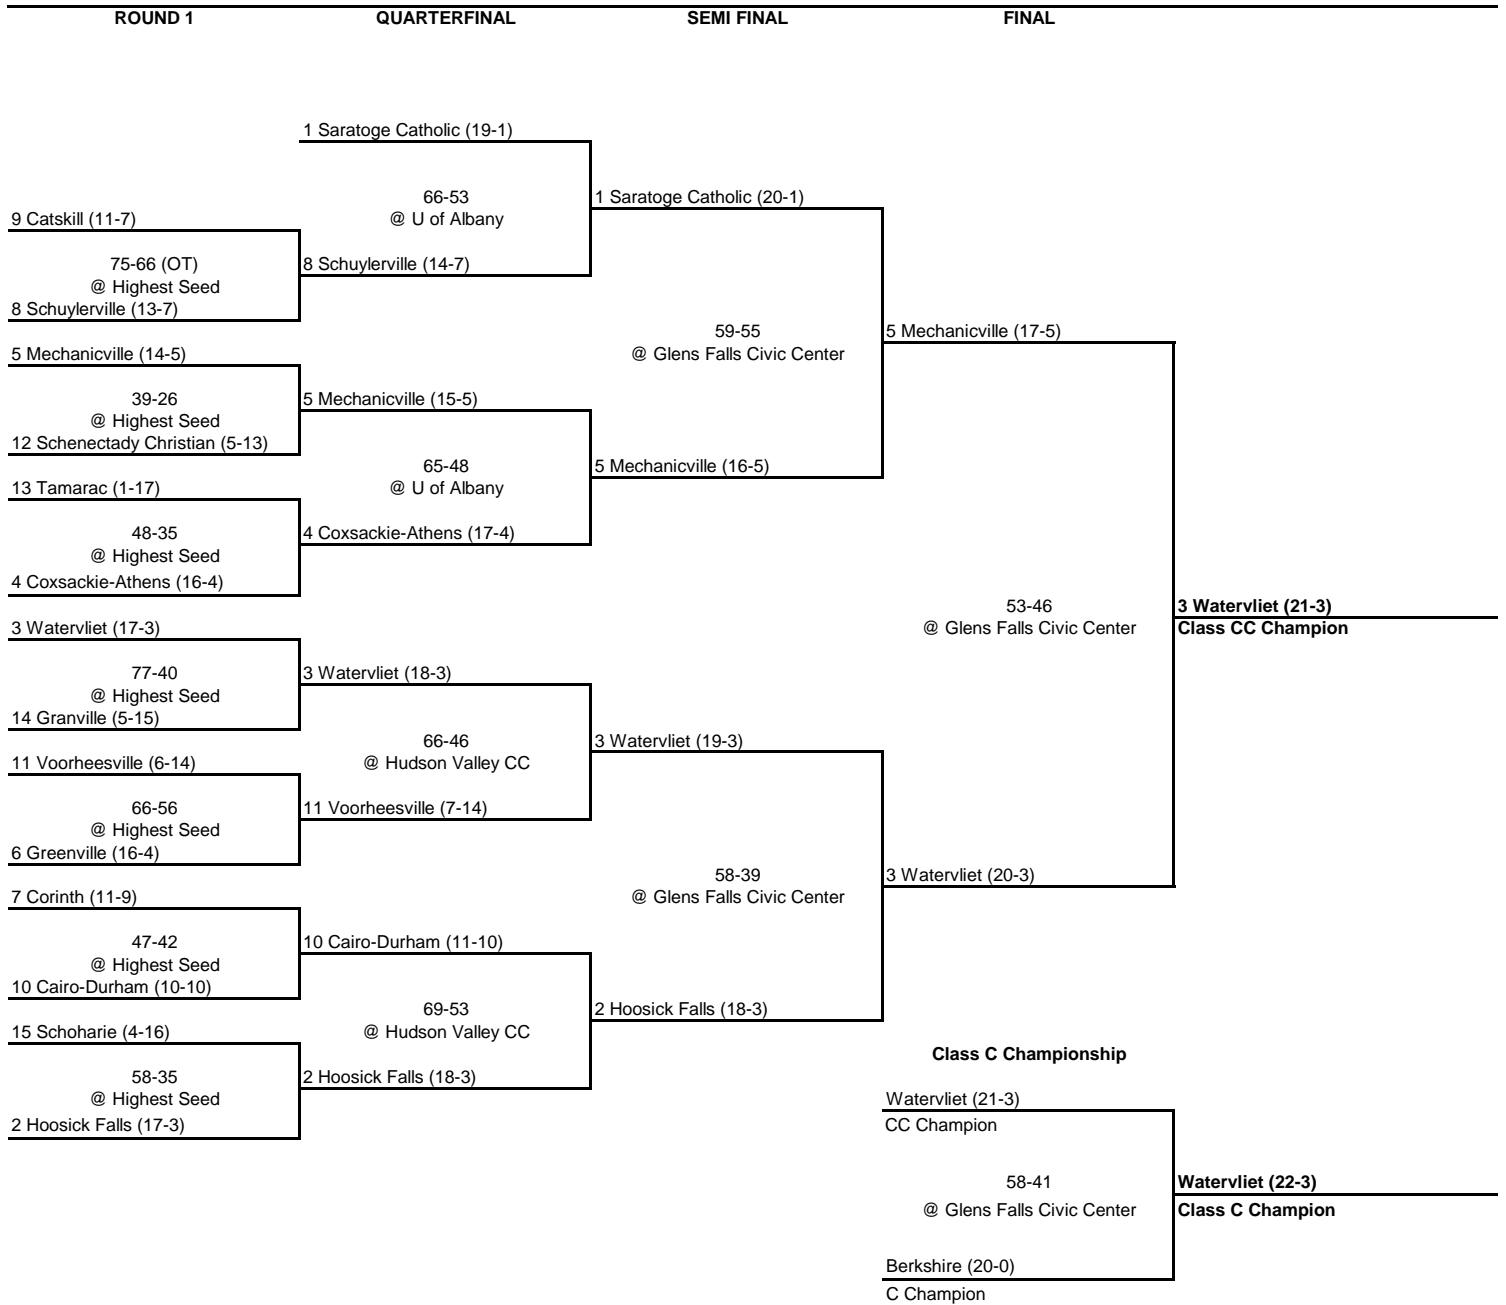 ROUND 1
QUARTERFINAL
SEMI FINAL
FINAL
1 Saratoge Catholic (19-1)
66-53
@ U of Albany
1 Saratoge Catholic (20-1)
9 Catskill (11-7)
75-66 (OT)
@ Highest Seed
8 Schuylerville (14-7)
8 Schuylerville (13-7)
59-55
@ Glens Falls Civic Center
5 Mechanicville (17-5)
5 Mechanicville (14-5)
39-26
@ Highest Seed
5 Mechanicville (15-5)
12 Schenectady Christian (5-13)
65-48
@ U of Albany
5 Mechanicville (16-5)
13 Tamarac (1-17)
48-35
@ Highest Seed
4 Coxsackie-Athens (17-4)
4 Coxsackie-Athens (16-4)
53-46
@ Glens Falls Civic Center
3 Watervliet (21-3)
Class CC Champion
3 Watervliet (17-3)
77-40
@ Highest Seed
3 Watervliet (18-3)
14 Granville (5-15)
66-46
@ Hudson Valley CC
3 Watervliet (19-3)
11 Voorheesville (6-14)
66-56
@ Highest Seed
11 Voorheesville (7-14)
6 Greenville (16-4)
58-39
@ Glens Falls Civic Center
3 Watervliet (20-3)
7 Corinth (11-9)
47-42
@ Highest Seed
10 Cairo-Durham (11-10)
10 Cairo-Durham (10-10)
69-53
@ Hudson Valley CC
2 Hoosick Falls (18-3)
15 Schoharie (4-16)
58-35
@ Highest Seed
2 Hoosick Falls (18-3)
2 Hoosick Falls (17-3)
Class C Championship
Watervliet (21-3)
CC Champion
58-41
@ Glens Falls Civic Center
Watervliet (22-3)
Class C Champion
Berkshire (20-0)
C Champion